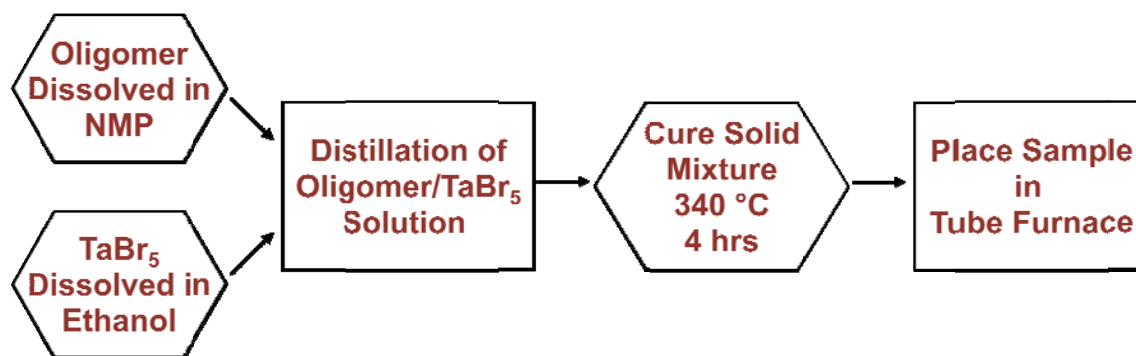 Oligomer
Dissolved in
NMP
TaBr₅
Dissolved in
Ethanol
Distillation of
Oligomer/TaBr₅
Solution
Cure Solid
Mixture
340 °C
4 hrs
Place Sample
in
Tube Furnace